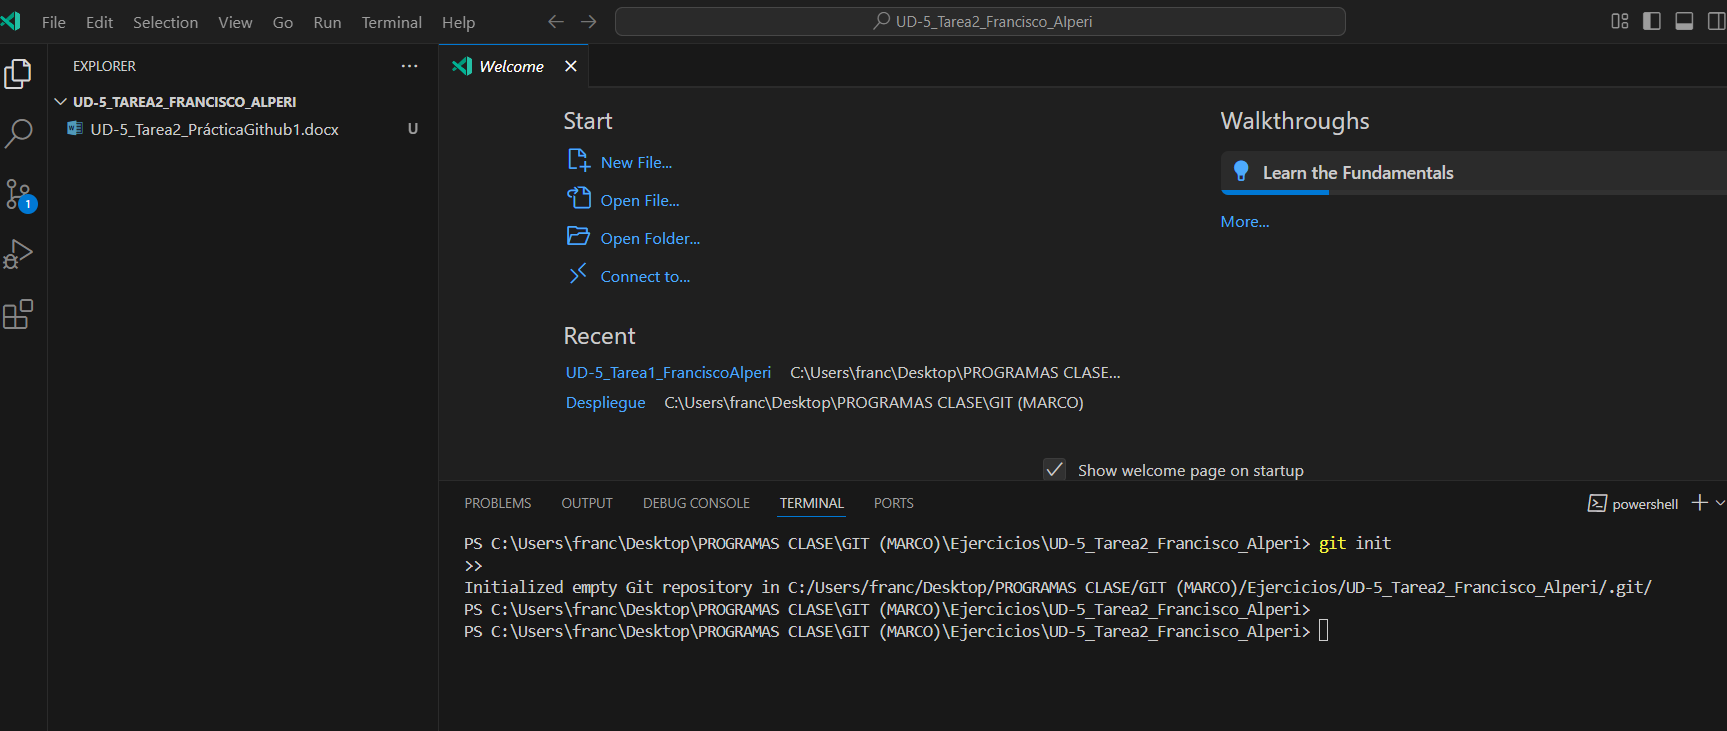 File Edit Selection View Go Run Terminal Help
UD-5_Tarea2_Francisco_Alperi
EXPLORER
UD-5_TAREA2_FRANCISCO_ALPERI
UD-5_Tarea2_PrácticaGithub1.docx U
1
Welcome
Start
New File...
Open File...
Open Folder...
Connect to...
Recent
UD-5_Tarea1_FranciscoAlperi C:\Users\franc\Desktop\PROGRAMAS CLASE...
Despliegue C:\Users\franc\Desktop\PROGRAMAS CLASE\GIT (MARCO)
Walkthroughs
Learn the Fundamentals
More...
Show welcome page on startup
PROBLEMS OUTPUT DEBUG CONSOLE TERMINAL PORTS
powershell
PS C:\Users\franc\Desktop\PROGRAMAS CLASE\GIT (MARCO)\Ejercicios\UD-5_Tarea2_Francisco_Alperi> git init
>>
Initialized empty Git repository in C:/Users/franc/Desktop/PROGRAMAS CLASE/GIT (MARCO)/Ejercicios/UD-5_Tarea2_Francisco_Alperi/.git/
PS C:\Users\franc\Desktop\PROGRAMAS CLASE\GIT (MARCO)\Ejercicios\UD-5_Tarea2_Francisco_Alperi>
PS C:\Users\franc\Desktop\PROGRAMAS CLASE\GIT (MARCO)\Ejercicios\UD-5_Tarea2_Francisco_Alperi>